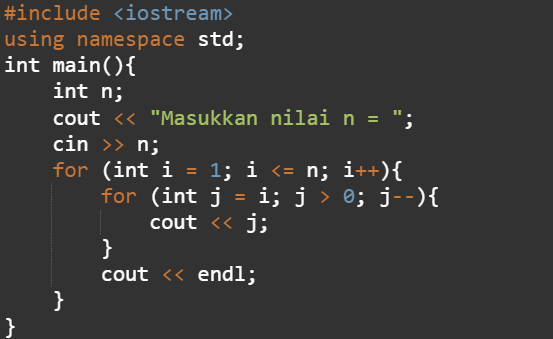 #include <iostream>
using namespace std;
int main(){
    int n;
    cout << "Masukkan nilai n = ";
    cin >> n;
    for (int i = 1; i <= n; i++){
        for (int j = i; j > 0; j--){
            cout << j;
        }
        cout << endl;
    }
}